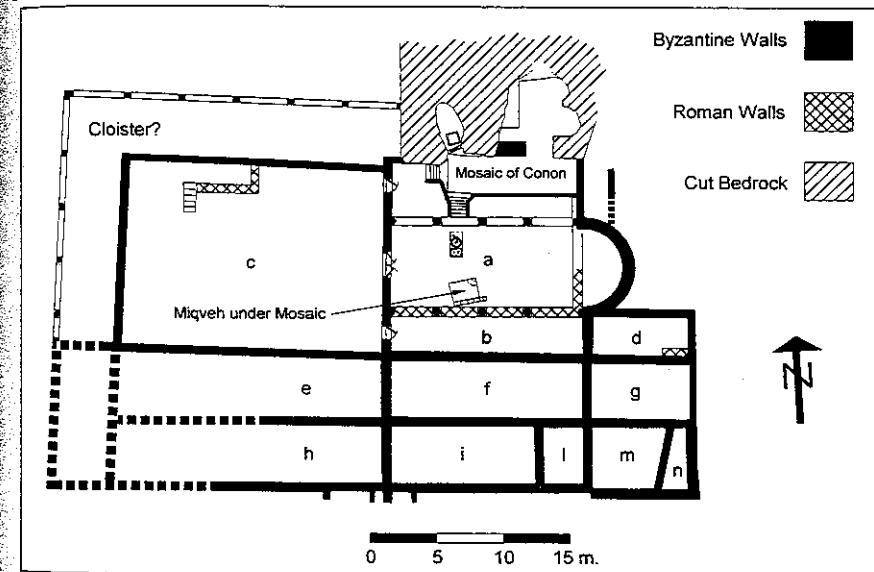 Byzantine Walls
Roman Walls
Cut Bedrock
Cloister?
Mosaic of Conon
c
a
Miqveh under Mosaic
b
d
e
f
g
N
h
i
l
m
n
0 5 10 15 m.